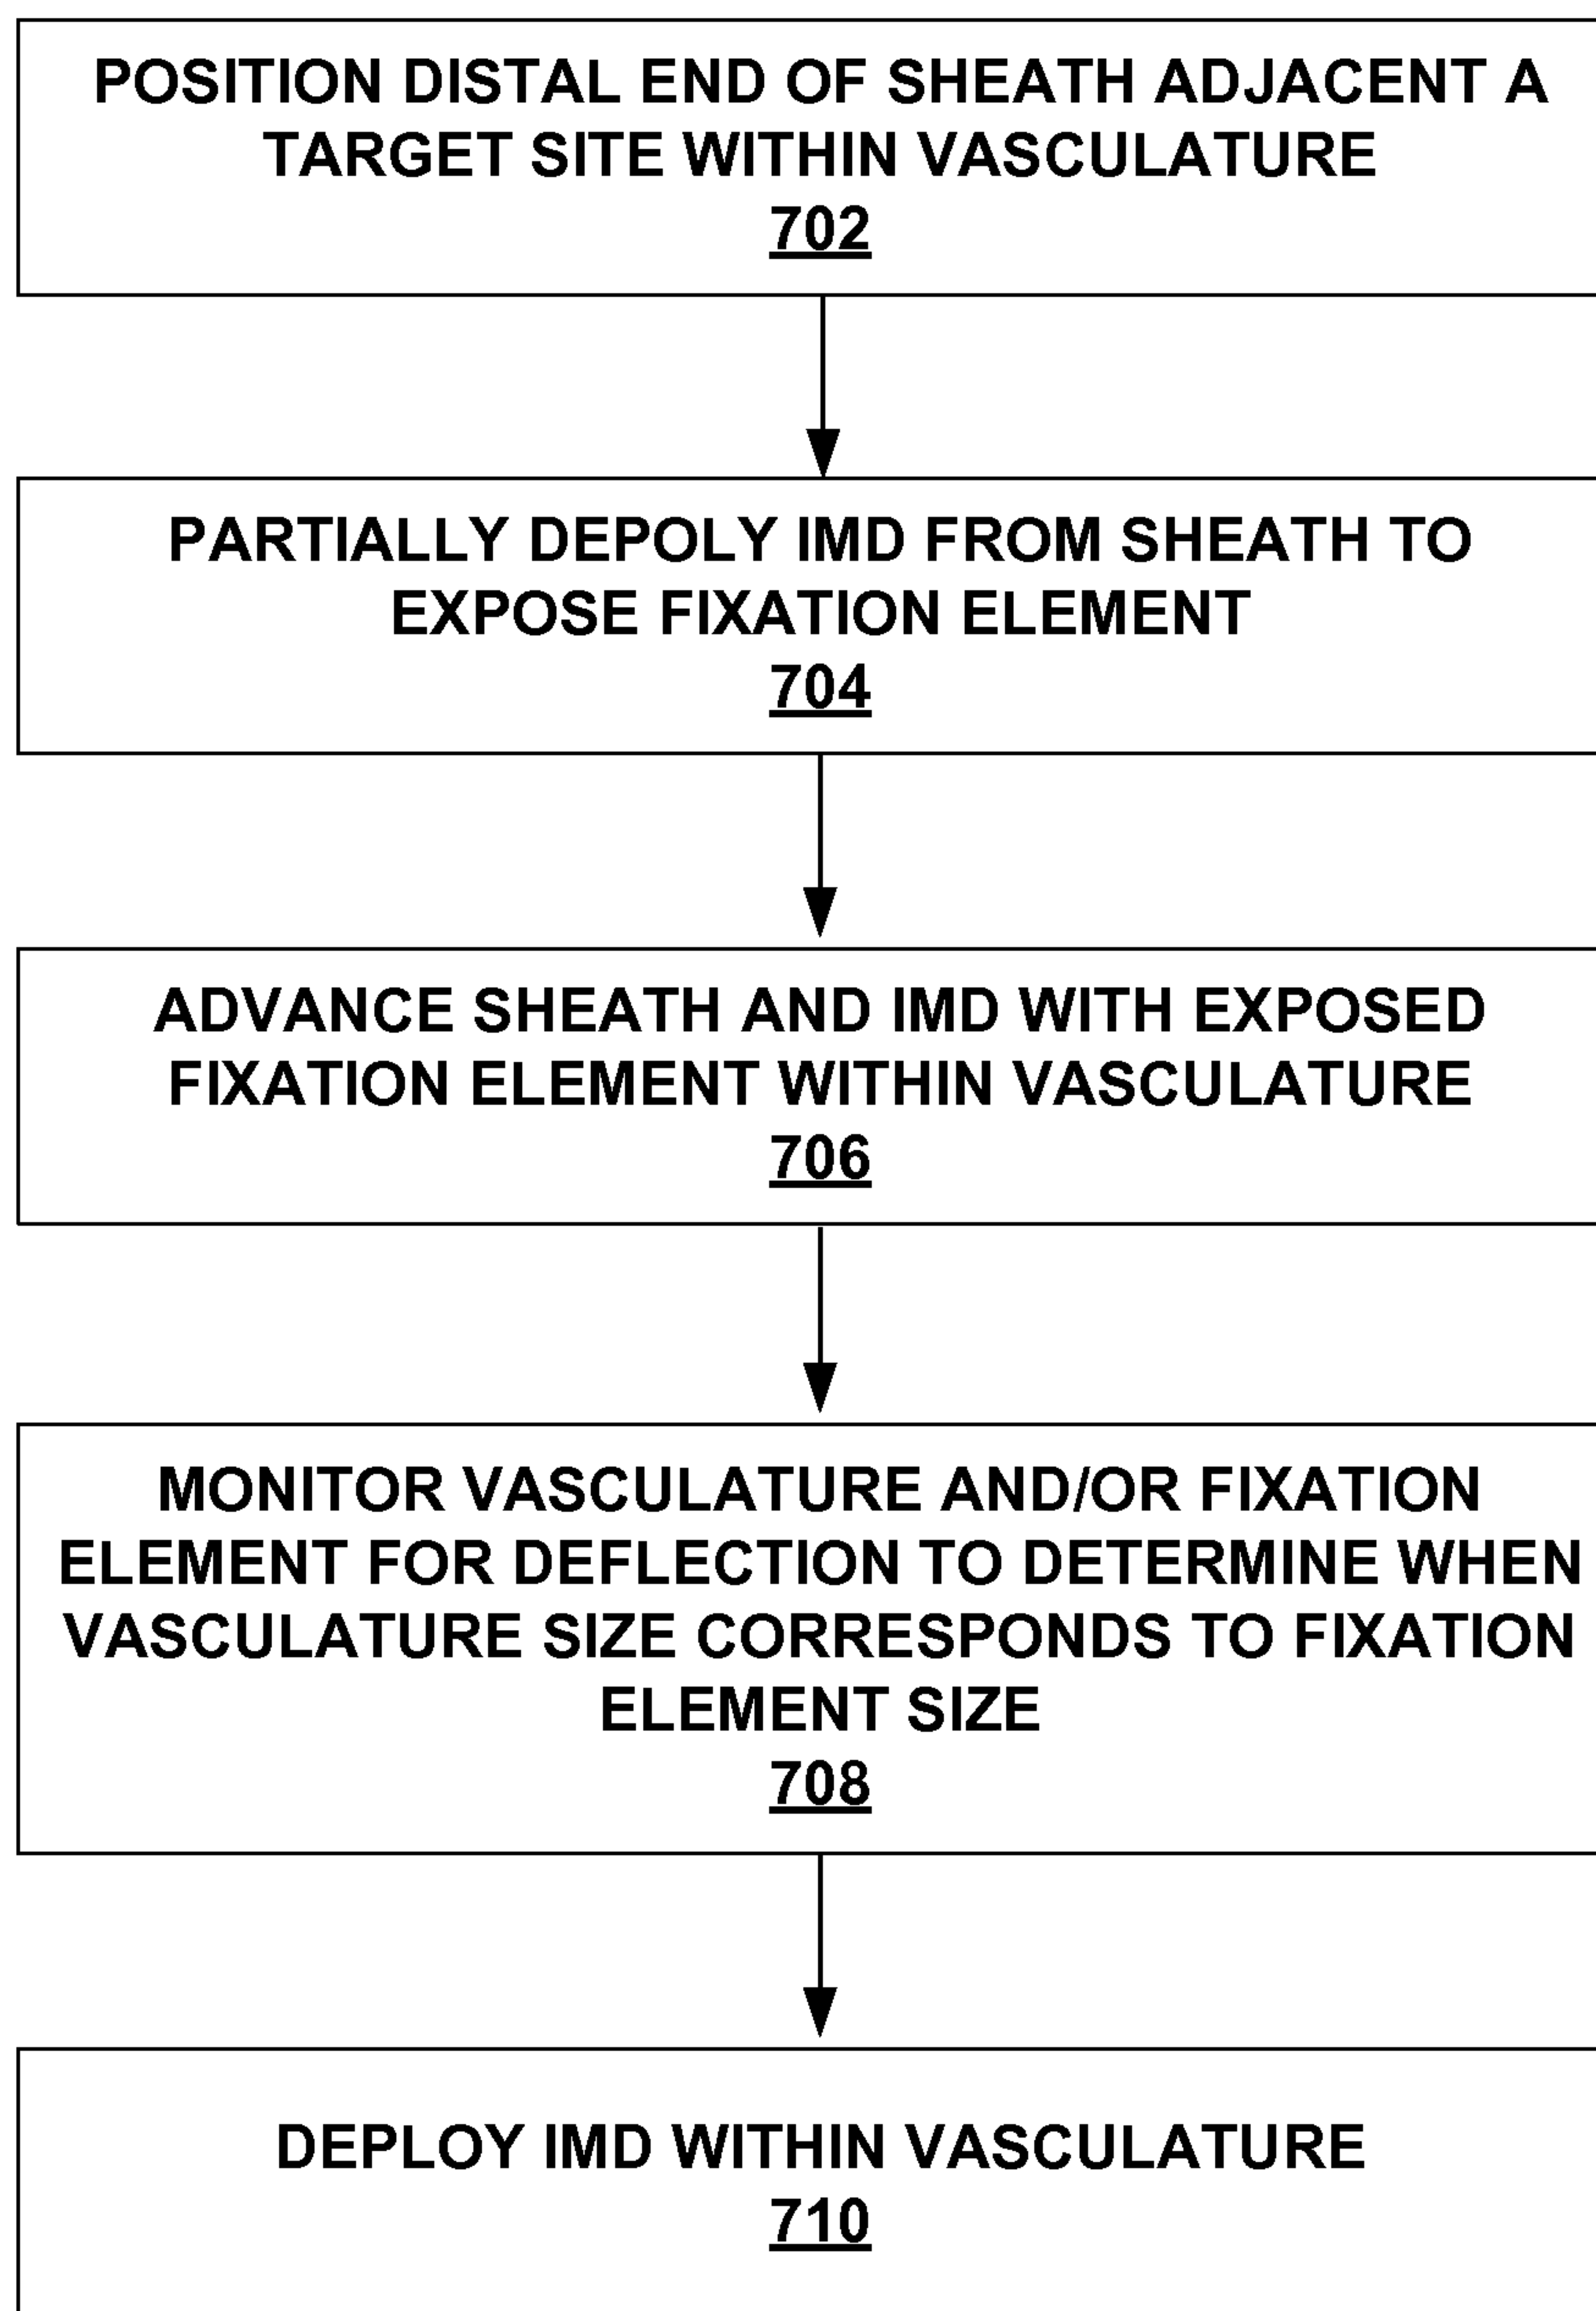 POSITION DISTAL END OF SHEATH ADJACENT A
TARGET SITE WITHIN VASCULATURE
702
PARTIALLY DEPOLY IMD FROM SHEATH TO
EXPOSE FIXATION ELEMENT
704
ADVANCE SHEATH AND IMD WITH EXPOSED
FIXATION ELEMENT WITHIN VASCULATURE
706
MONITOR VASCULATURE AND/OR FIXATION
ELEMENT FOR DEFLECTION TO DETERMINE WHEN
VASCULATURE SIZE CORRESPONDS TO FIXATION
ELEMENT SIZE
708
DEPLOY IMD WITHIN VASCULATURE
710